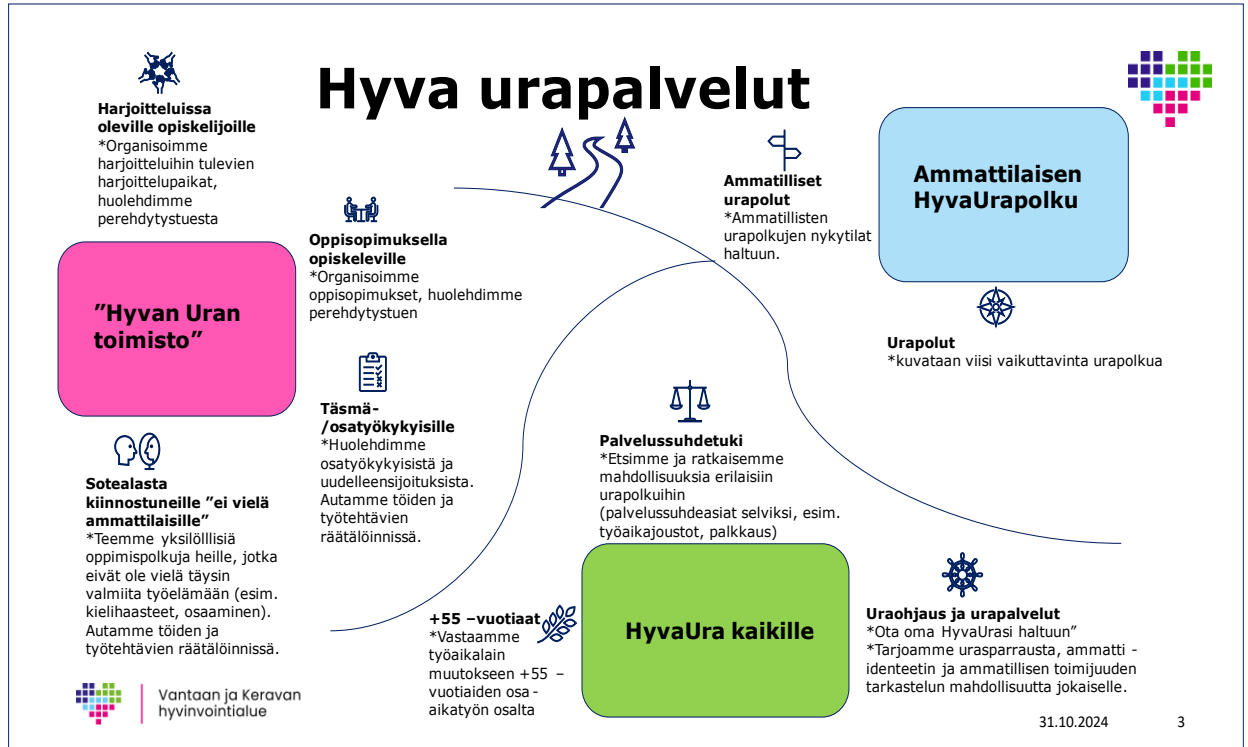 Hyva urapalvelut
Harjoitteluissa
oleville opiskelijoille
*Organisoimme
harjoitteluihin tulevien
harjoittelupaikat,
huolehdimme
perehdytystuesta
"Hyvan Uran
toimisto"
Sotealasta
kiinnostuneille "ei vielä
ammattilaisille"
*Teemme yksilölllisiä
oppimispolkuja heille, jotka
eivät ole vielä täysin
valmiita työelämään (esim.
kielihaasteet, osaaminen).
Autamme töiden ja
työtehtävien räätälöinnissä.
Oppisopimuksella
opiskeleville
*Organisoimme
oppisopimukset, huolehdimme
perehdytystuen
Täsmä-
/osatyökykyisille
*Huolehdimme
osatyökykyisistä ja
uudelleensijoituksista.
Autamme töiden ja
työtehtävien
räätälöinnissä.
+55 –vuotiaat
*Vastaamme
työaikalain
muutokseen +55 –
vuotiaiden osa-
aikatyön osalta
Ammatilliset
urapolut
*Ammatillisten
urapolkujen nykytilat
haltuun.
Ammattilaisen
HyvaUrapolku
Urapolut
*kuvataan viisi vaikuttavinta urapolkua
Palvelussuhdetuki
*Etsimme ja ratkaisemme
mahdollisuuksia erilaisiin
urapolkuihin
(palvelussuhdeasiat selviksi, esim.
työaikajoustot, palkkaus)
HyvaUra kaikille
Uraohjaus ja urapalvelut
*Ota oma HyvaUrasi haltuun"
*Tarjoamme urasparrausta, ammatti -
identeetin ja ammatillisen toimijuuden
tarkastelun mahdollisuutta jokaiselle.
Vantaan ja Keravan
hyvinvointialue
31.10.2024
3